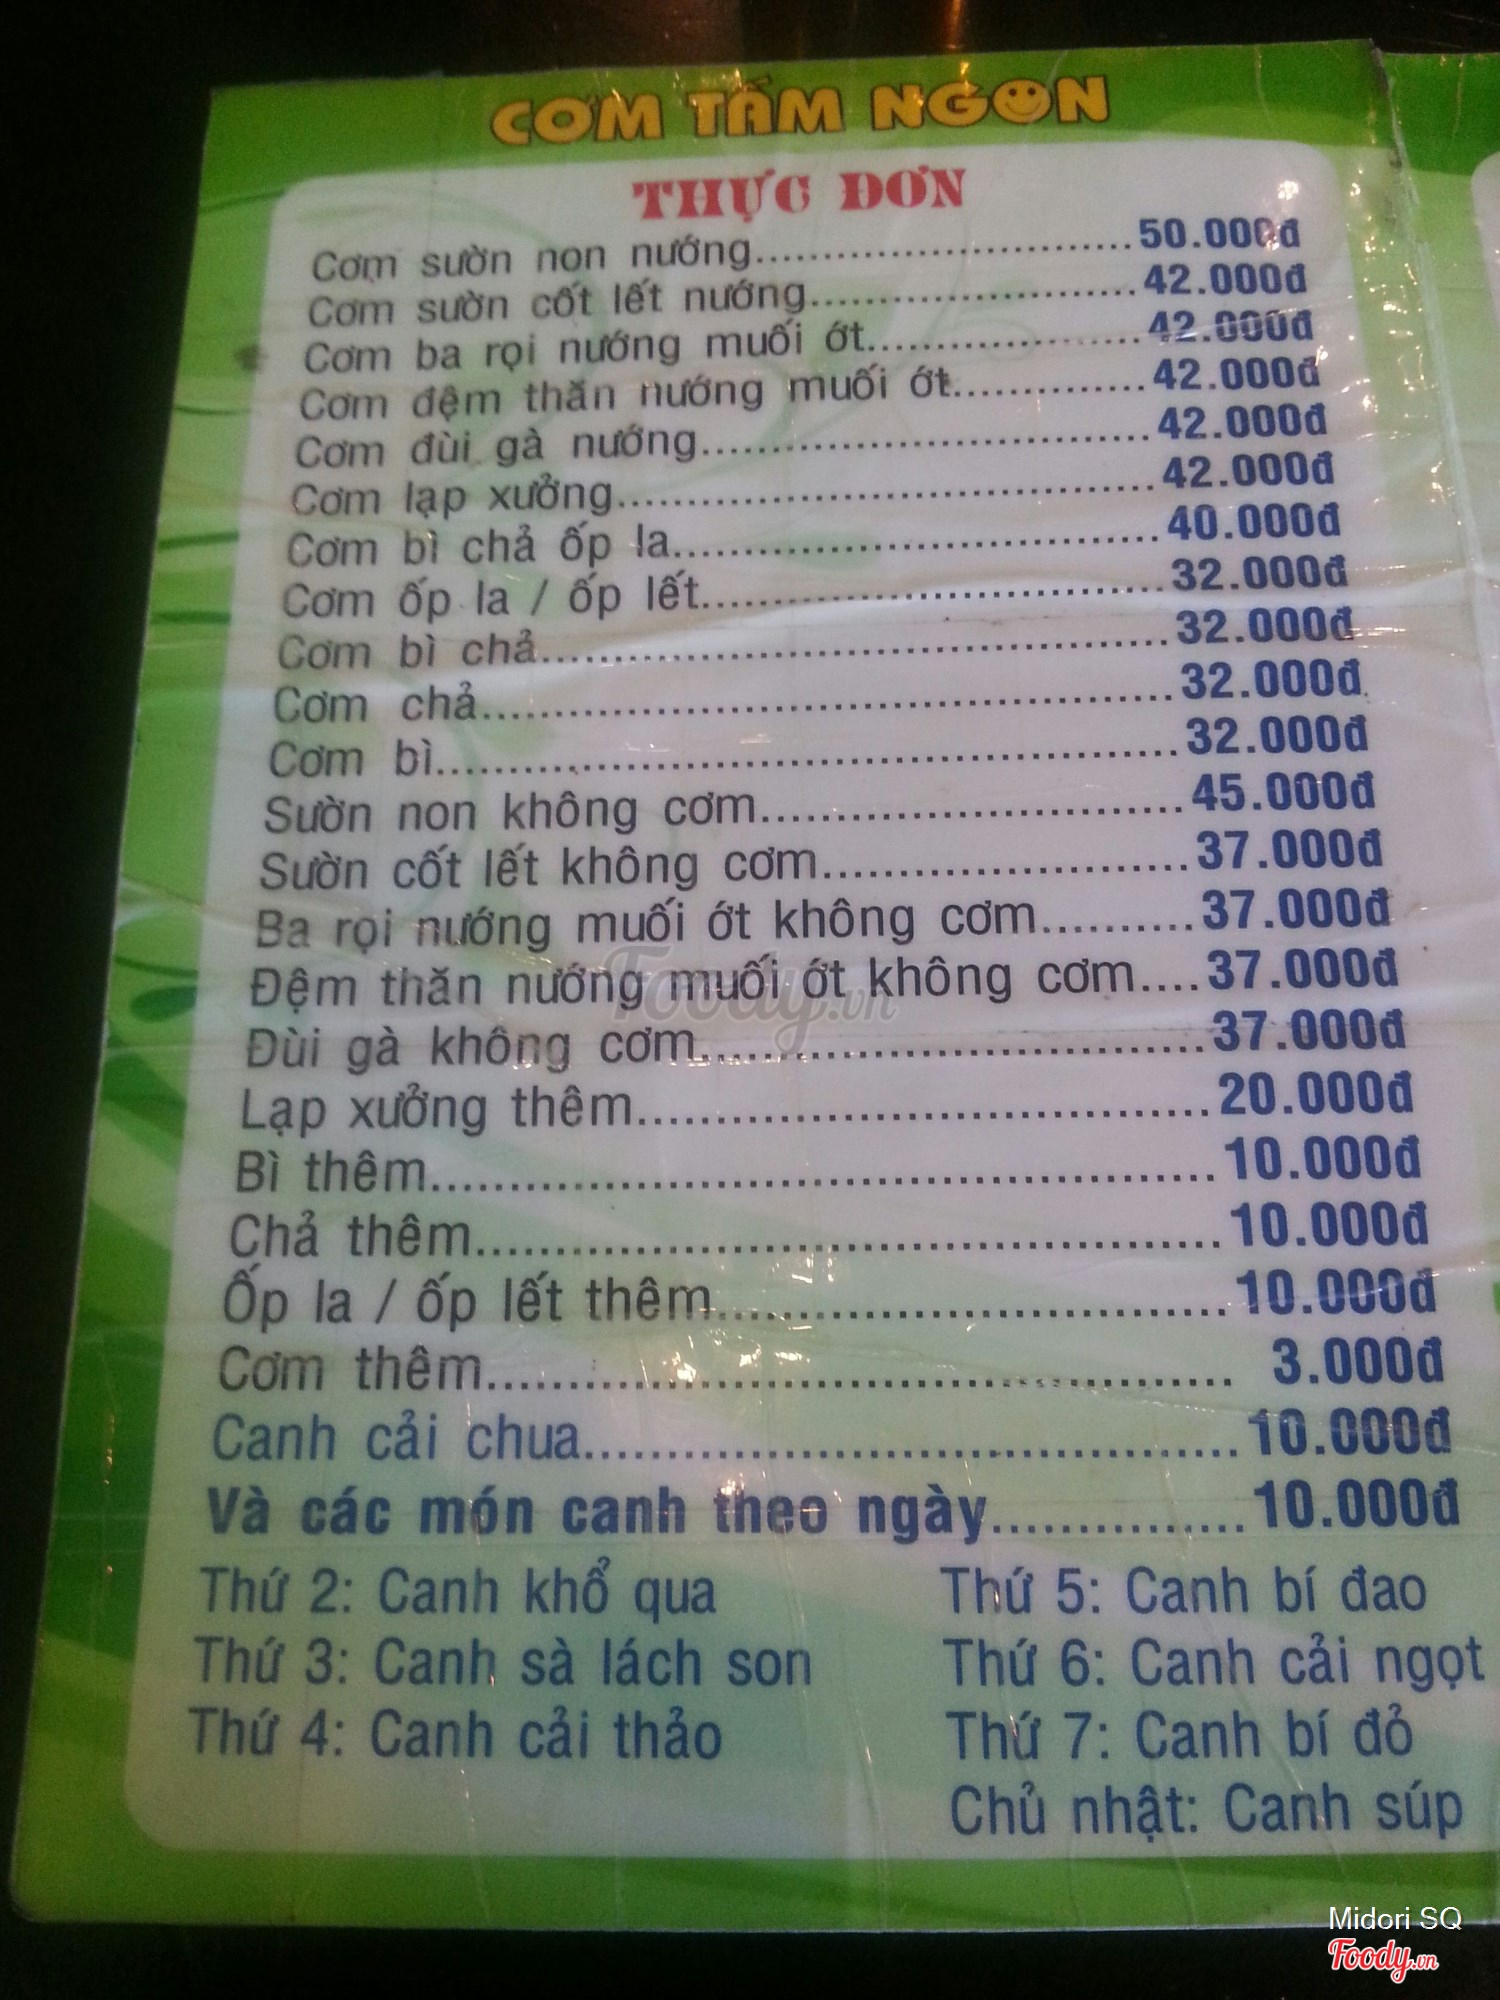 CƠM TẤM NGON
THỰC ĐƠN
Cơm sườn non nướng 50.000đ
Cơm sườn cốt lết nướng 42.000đ
Cơm ba rọi nướng muối ớt 42.000đ
Cơm đệm thăn nướng muối ớt 42.000đ
Cơm đùi gà nướng 42.000đ
Cơm lạp xưởng 42.000đ
Cơm bì chả ốp la 40.000đ
Cơm ốp la / ốp lết 32.000đ
Cơm bì chả 32.000đ
Cơm chả 32.000đ
Cơm bì 32.000đ
Sườn non không cơm 45.000đ
Sườn cốt lết không cơm 37.000đ
Ba rọi nướng muối ớt không cơm 37.000đ
Đệm thăn nướng muối ớt không cơm 37.000đ
Đùi gà không cơm 37.000đ
Lạp xưởng thêm 20.000đ
Bì thêm 10.000đ
Chả thêm 10.000đ
Ốp la / ốp lết thêm 10.000đ
Cơm thêm 3.000đ
Canh cải chua 10.000đ
Và các món canh theo ngày 10.000đ
Thứ 2: Canh khổ qua
Thứ 3: Canh sà lách son
Thứ 4: Canh cải thảo
Thứ 5: Canh bí đao
Thứ 6: Canh cải ngọt
Thứ 7: Canh bí đỏ
Chủ nhật: Canh súp
Foody.vn
Midori SQ
Foody.vn